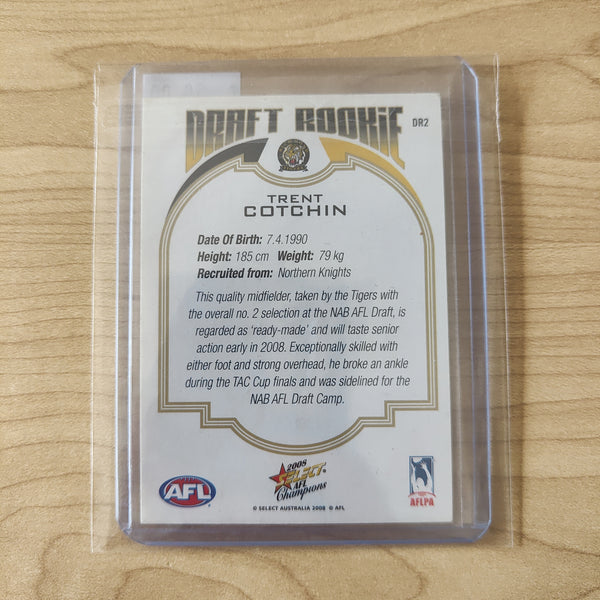 DRAFT ROOKIE
DR2
TRENT
COTCHIN
Date Of Birth: 7.4.1990
Height: 185 cm Weight: 79 kg
Recruited from: Northern Knights
This quality midfielder, taken by the Tigers with
the overall no. 2 selection at the NAB AFL Draft, is
regarded as ‘ready-made’ and will taste senior
action early in 2008. Exceptionally skilled with
either foot and strong overhead, he broke an ankle
during the TAC Cup finals and was sidelined for the
NAB AFL Draft Camp.
2008
SELECT
AFL
Champions
AFL
AFLPA
© SELECT AUSTRALIA 2008 © AFL